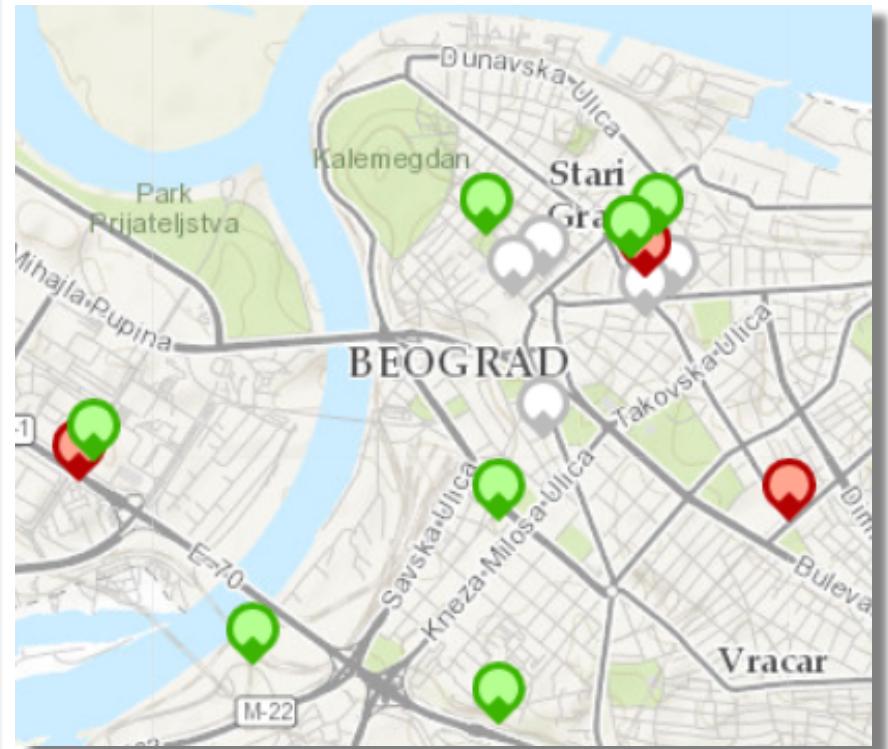 Dunavska-Ulica
Kalemegdan
Stari
Park
Prijateljstva
Mihajla-Pupina
BEOGRAD
Takovska-Ulica
-1
Savska-Ulica
Kneza-Milosa-Ulica
E-70
Buleva
Vracar
M-22